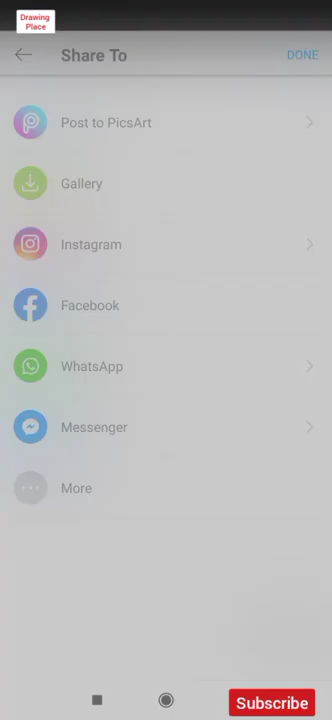 Drawing
Place
Share To
DONE
Post to PicsArt
Gallery
Instagram
Facebook
WhatsApp
Messenger
More
Subscribe